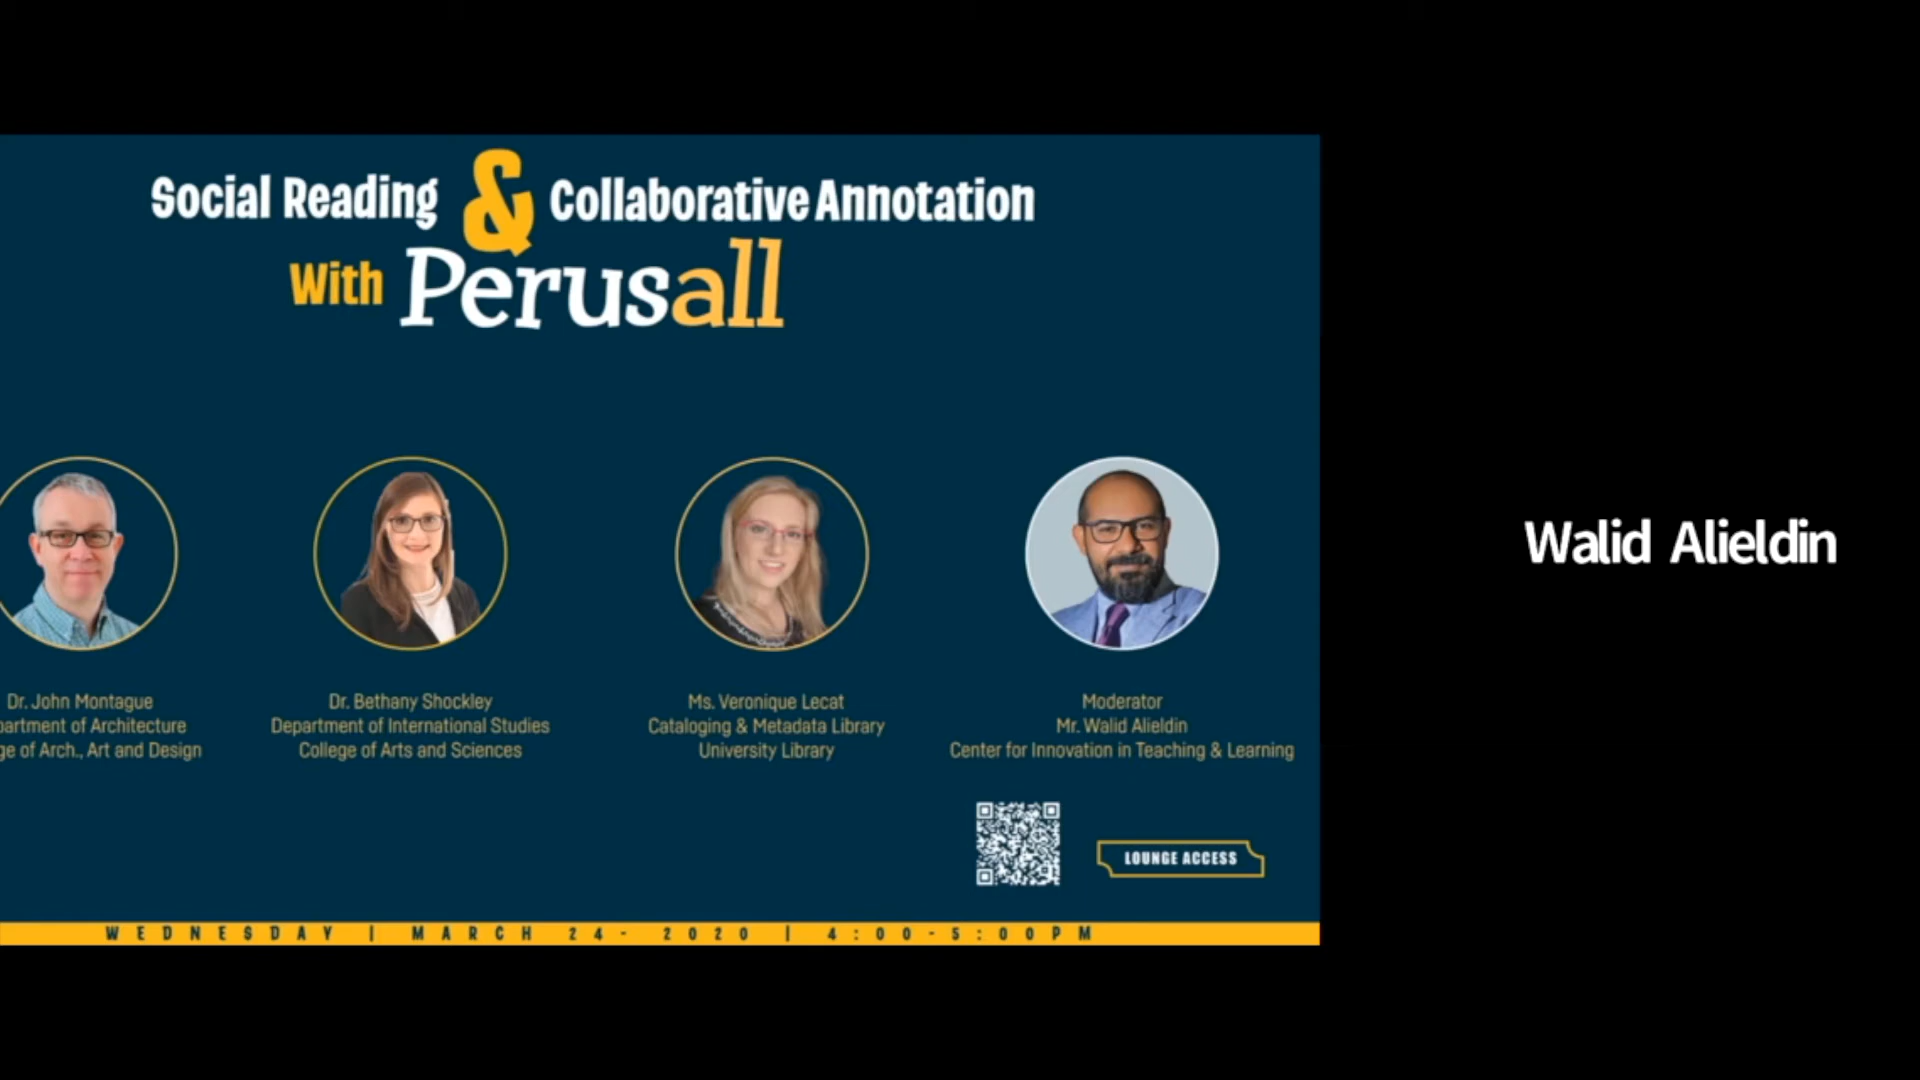 Social Reading & Collaborative Annotation
With Perusall
Dr. John Montague
partment of Architecture
ge of Arch., Art and Design
Dr. Bethany Shockley
Department of International Studies
College of Arts and Sciences
Ms. Veronique Lecat
Cataloging & Metadata Library
University Library
Moderator
Mr. Walid Alieldin
Center for Innovation in Teaching & Learning
LOUNGE ACCESS
WEDNESDAY | MARCH 24- 2020 | 4:00-5:00PM
Walid Alieldin